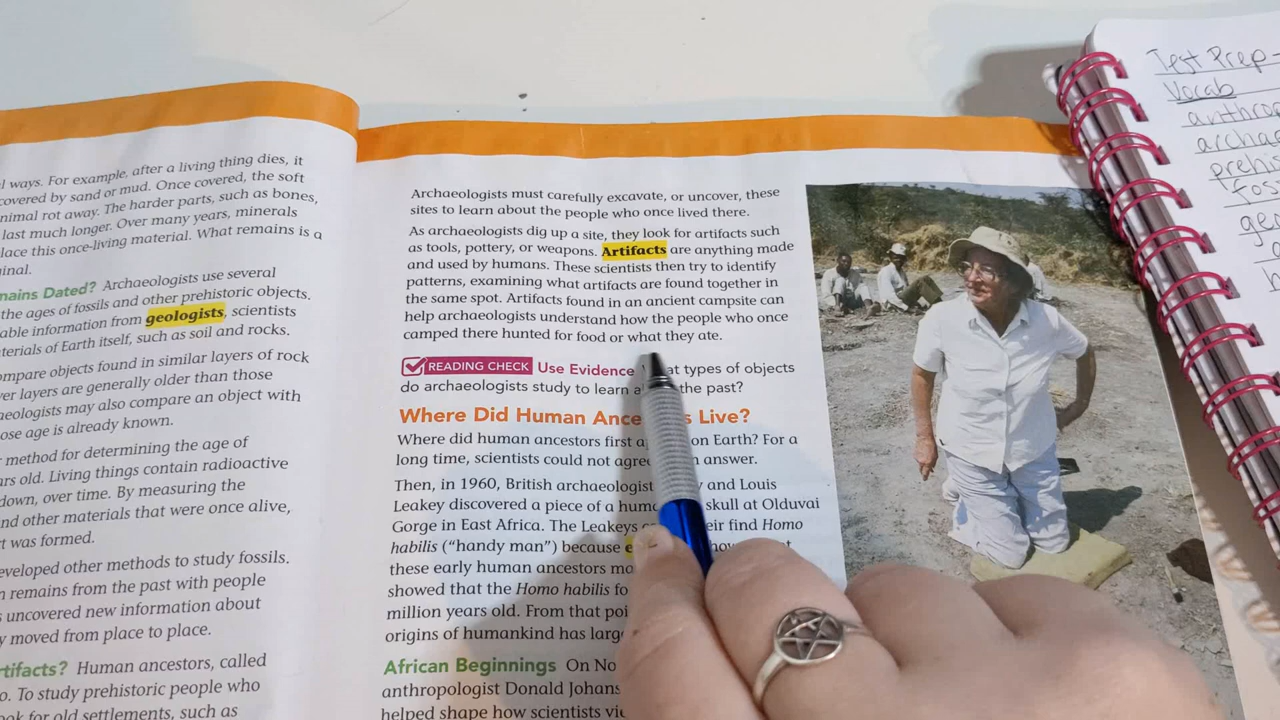 l ways. For example, after a living thing dies, it
covered by sand or mud. Once covered, the soft
nimal rot away. The harder parts, such as bones,
last much longer. Over many years, minerals
lace this once-living material. What remains is a
inal.
mains Dated? Archaeologists use several
the ages of fossils and other prehistoric objects.
able information from geologists, scientists
terials of Earth itself, such as soil and rocks.
ompare objects found in similar layers of rock
er layers are generally older than those
aeologists may also compare an object with
ose age is already known.
r method for determining the age of
rs old. Living things contain radioactive
down, over time. By measuring the
nd other materials that were once alive,
t was formed.
eveloped other methods to study fossils.
n remains from the past with people
s uncovered new information about
y moved from place to place.
rtifacts? Human ancestors, called
o. To study prehistoric people who
ok for old settlements, such as
Archaeologists must carefully excavate, or uncover, these
sites to learn about the people who once lived there.
As archaeologists dig up a site, they look for artifacts such
as tools, pottery, or weapons. Artifacts are anything made
and used by humans. These scientists then try to identify
patterns, examining what artifacts are found together in
the same spot. Artifacts found in an ancient campsite can
help archaeologists understand how the people who once
camped there hunted for food or what they ate.
READING CHECK Use Evidence at types of objects
do archaeologists study to learn a the past?
Where Did Human Ance s Live?
Where did human ancestors first a on Earth? For a
long time, scientists could not agre n answer.
Then, in 1960, British archaeologist y and Louis
Leakey discovered a piece of a huma skull at Olduvai
Gorge in East Africa. The Leakeys eir find Homo
habilis ("handy man") because e how
these early human ancestors ma
showed that the Homo habilis fo
million years old. From that poi
origins of humankind has larg
African Beginnings On No
anthropologist Donald Johans
helped shape how scientists vie
Test Prep-
Vocab
anthro
archa
prehis
foss
geo